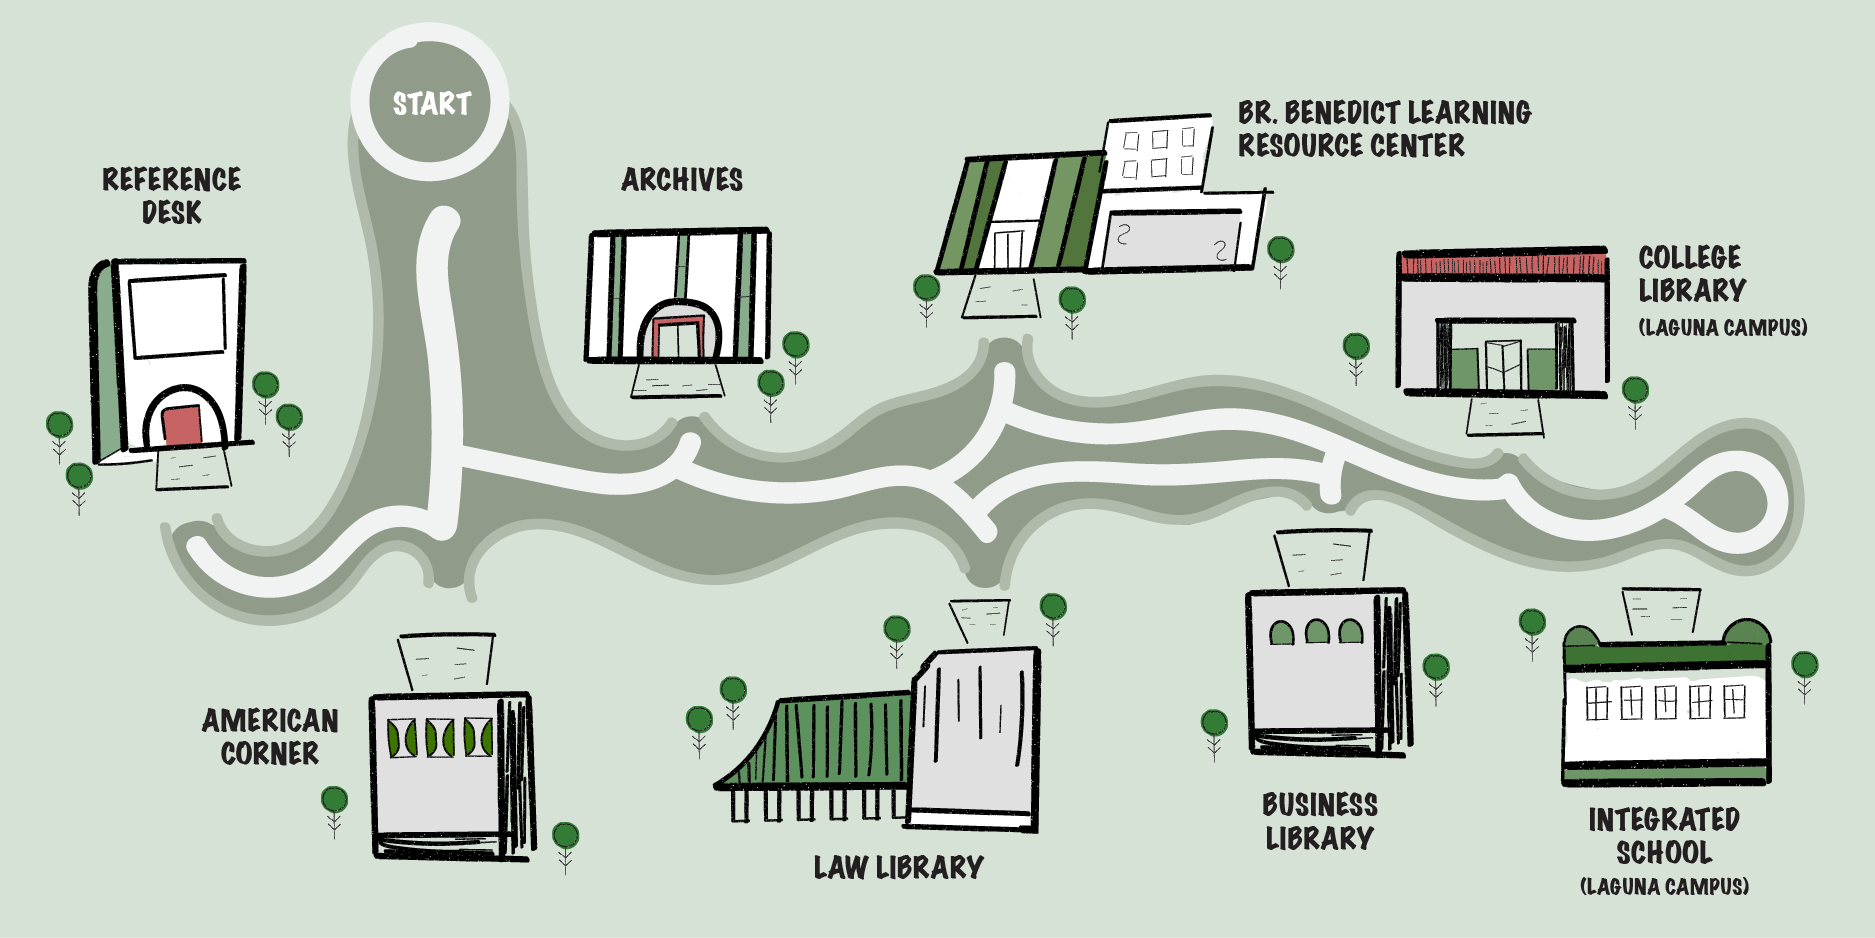 START
REFERENCE
DESK
ARCHIVES
BR. BENEDICT LEARNING
RESOURCE CENTER
COLLEGE
LIBRARY
(LAGUNA CAMPUS)
AMERICAN
CORNER
LAW LIBRARY
BUSINESS
LIBRARY
INTEGRATED
SCHOOL
(LAGUNA CAMPUS)